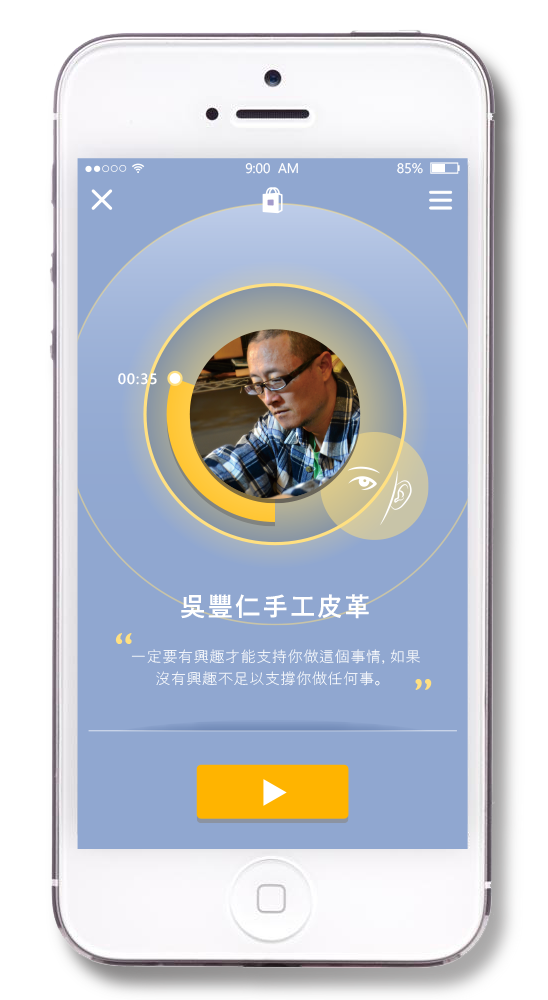 9:00 AM
85%
00:35
吳豐仁手工皮革
“一定要有興趣才能支持你做這個事情, 如果
沒有興趣不足以支撐你做任何事。”